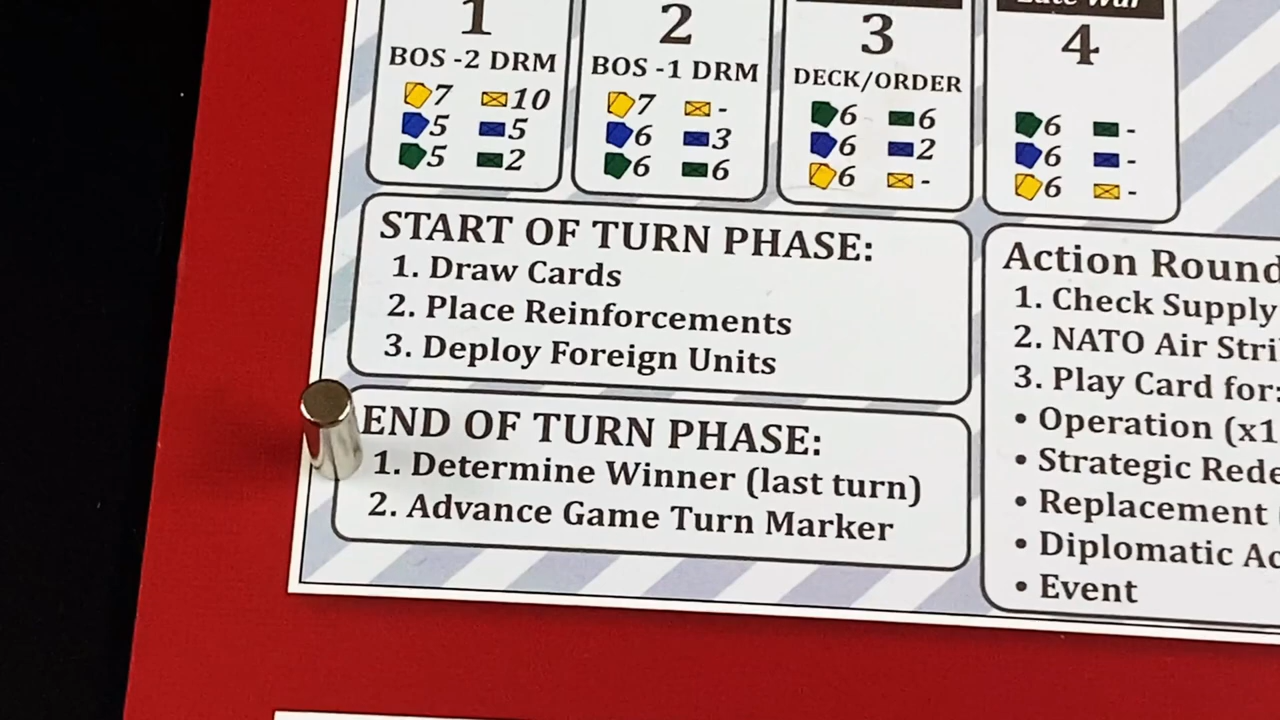 1
BOS -2 DRM
7 10
5 5
5 2
2
BOS -1 DRM
7 -
6 3
6 6
3
DECK/ORDER
6 6
6 2
6 -
Late War
4
6 -
6 -
6 -
START OF TURN PHASE:
1. Draw Cards
2. Place Reinforcements
3. Deploy Foreign Units
END OF TURN PHASE:
1. Determine Winner (last turn)
2. Advance Game Turn Marker
Action Round
1. Check Supply
2. NATO Air Stri
3. Play Card for:
• Operation (x1
• Strategic Rede
• Replacement
• Diplomatic Ac
• Event